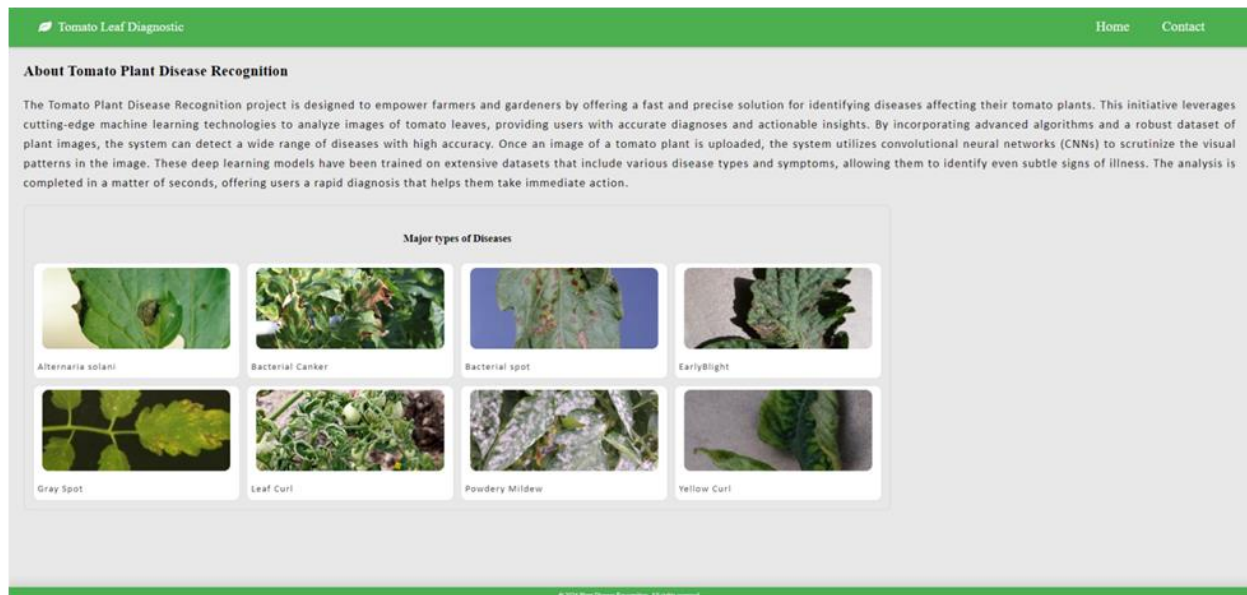 Tomato Leaf Diagnostic
Home Contact
About Tomato Plant Disease Recognition
The Tomato Plant Disease Recognition project is designed to empower farmers and gardeners by offering a fast and precise solution for identifying diseases affecting their tomato plants. This initiative leverages
cutting-edge machine learning technologies to analyze images of tomato leaves, providing users with accurate diagnoses and actionable insights. By incorporating advanced algorithms and a robust dataset of
plant images, the system can detect a wide range of diseases with high accuracy. Once an image of a tomato plant is uploaded, the system utilizes convolutional neural networks (CNNs) to scrutinize the visual
patterns in the image. These deep learning models have been trained on extensive datasets that include various disease types and symptoms, allowing them to identify even subtle signs of illness. The analysis is
completed in a matter of seconds, offering users a rapid diagnosis that helps them take immediate action.
Major types of Diseases
Alternaria solani
Bacterial Canker
Bacterial spot
EarlyBlight
Gray Spot
Leaf Curl
Powdery Mildew
Yellow Curl